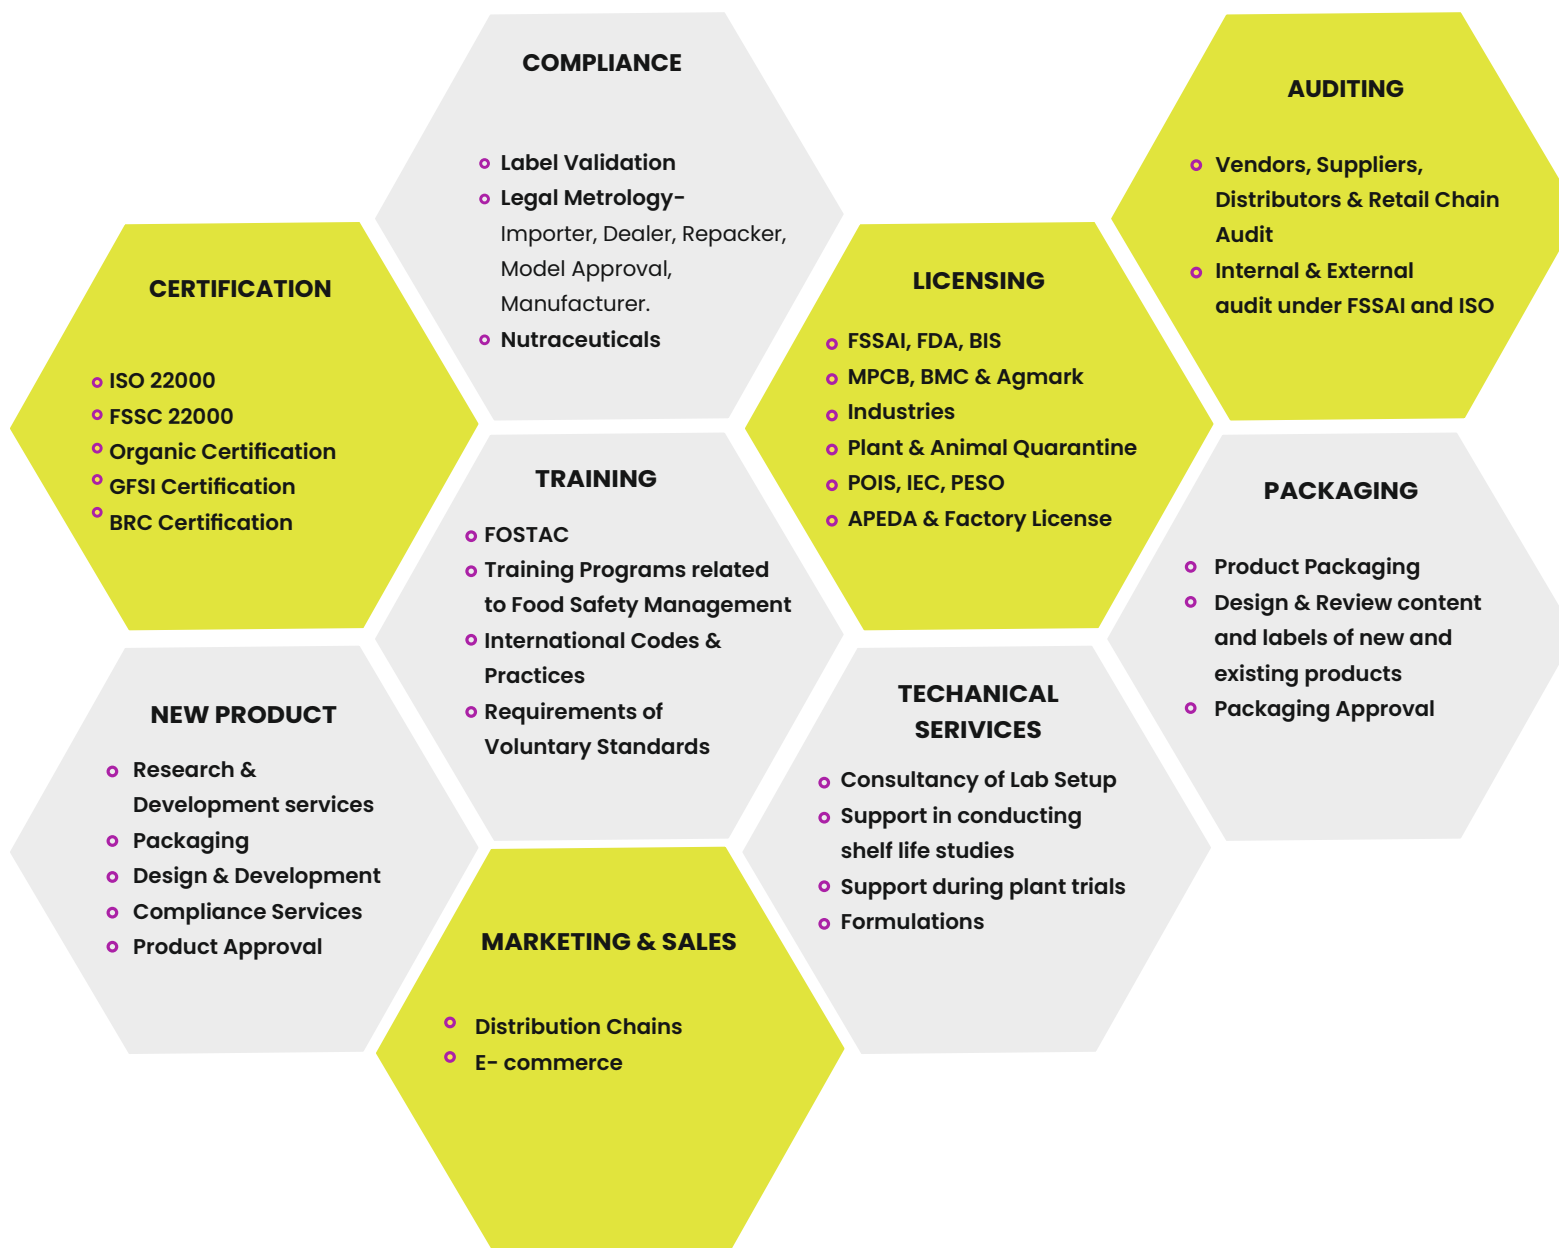 COMPLIANCE
Label Validation
Legal Metrology-
Importer, Dealer, Repacker,
Model Approval,
Manufacturer.
Nutraceuticals
AUDITING
Vendors, Suppliers,
Distributors & Retail Chain
Audit
Internal & External
audit under FSSAI and ISO
CERTIFICATION
ISO 22000
FSSC 22000
Organic Certification
GFSI Certification
BRC Certification
LICENSING
FSSAI, FDA, BIS
MPCB, BMC & Agmark
Industries
Plant & Animal Quarantine
POIS, IEC, PESO
APEDA & Factory License
TRAINING
FOSTAC
Training Programs related
to Food Safety Management
International Codes &
Practices
Requirements of
Voluntary Standards
PACKAGING
Product Packaging
Design & Review content
and labels of new and
existing products
Packaging Approval
NEW PRODUCT
Research &
Development services
Packaging
Design & Development
Compliance Services
Product Approval
TECHANICAL
SERIVICES
Consultancy of Lab Setup
Support in conducting
shelf life studies
Support during plant trials
Formulations
MARKETING & SALES
Distribution Chains
E- commerce